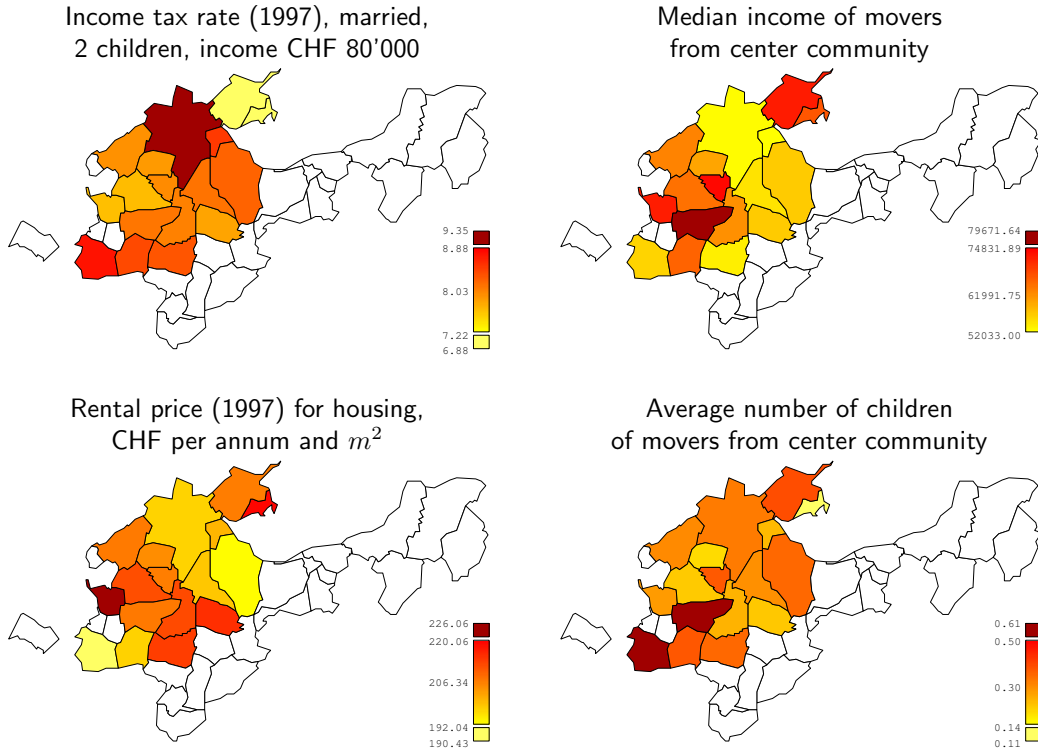 Income tax rate (1997), married,
2 children, income CHF 80'000
9.35
8.88
8.03
7.22
6.88
Median income of movers
from center community
79671.64
74831.89
61991.75
52033.00
Rental price (1997) for housing,
CHF per annum and m²
226.06
220.06
206.34
192.04
190.43
Average number of children
of movers from center community
0.61
0.50
0.30
0.14
0.11